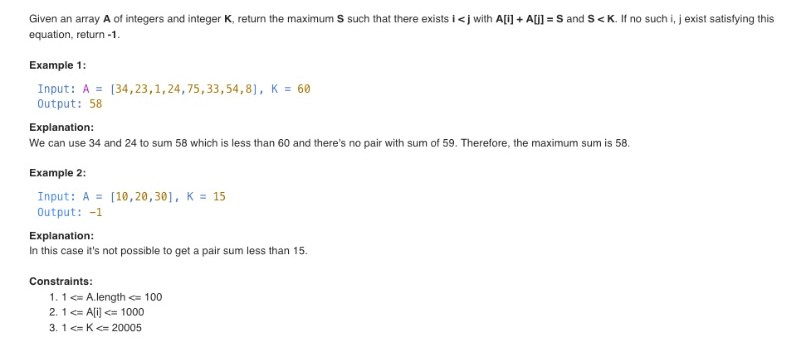 Given an array A of integers and integer K, return the maximum S such that there exists i < j with A[i] + A[j] = S and S < K. If no such i, j exist satisfying this
equation, return -1.
Example 1:
Input: A = [34,23,1,24,75,33,54,8], K = 60
Output: 58
Explanation:
We can use 34 and 24 to sum 58 which is less than 60 and there's no pair with sum of 59. Therefore, the maximum sum is 58.
Example 2:
Input: A = [10,20,30], K = 15
Output: -1
Explanation:
In this case it's not possible to get a pair sum less than 15.
Constraints:
1. 1 <= A.length <= 100
2. 1 <= A[i] <= 1000
3. 1 <= K <= 20005